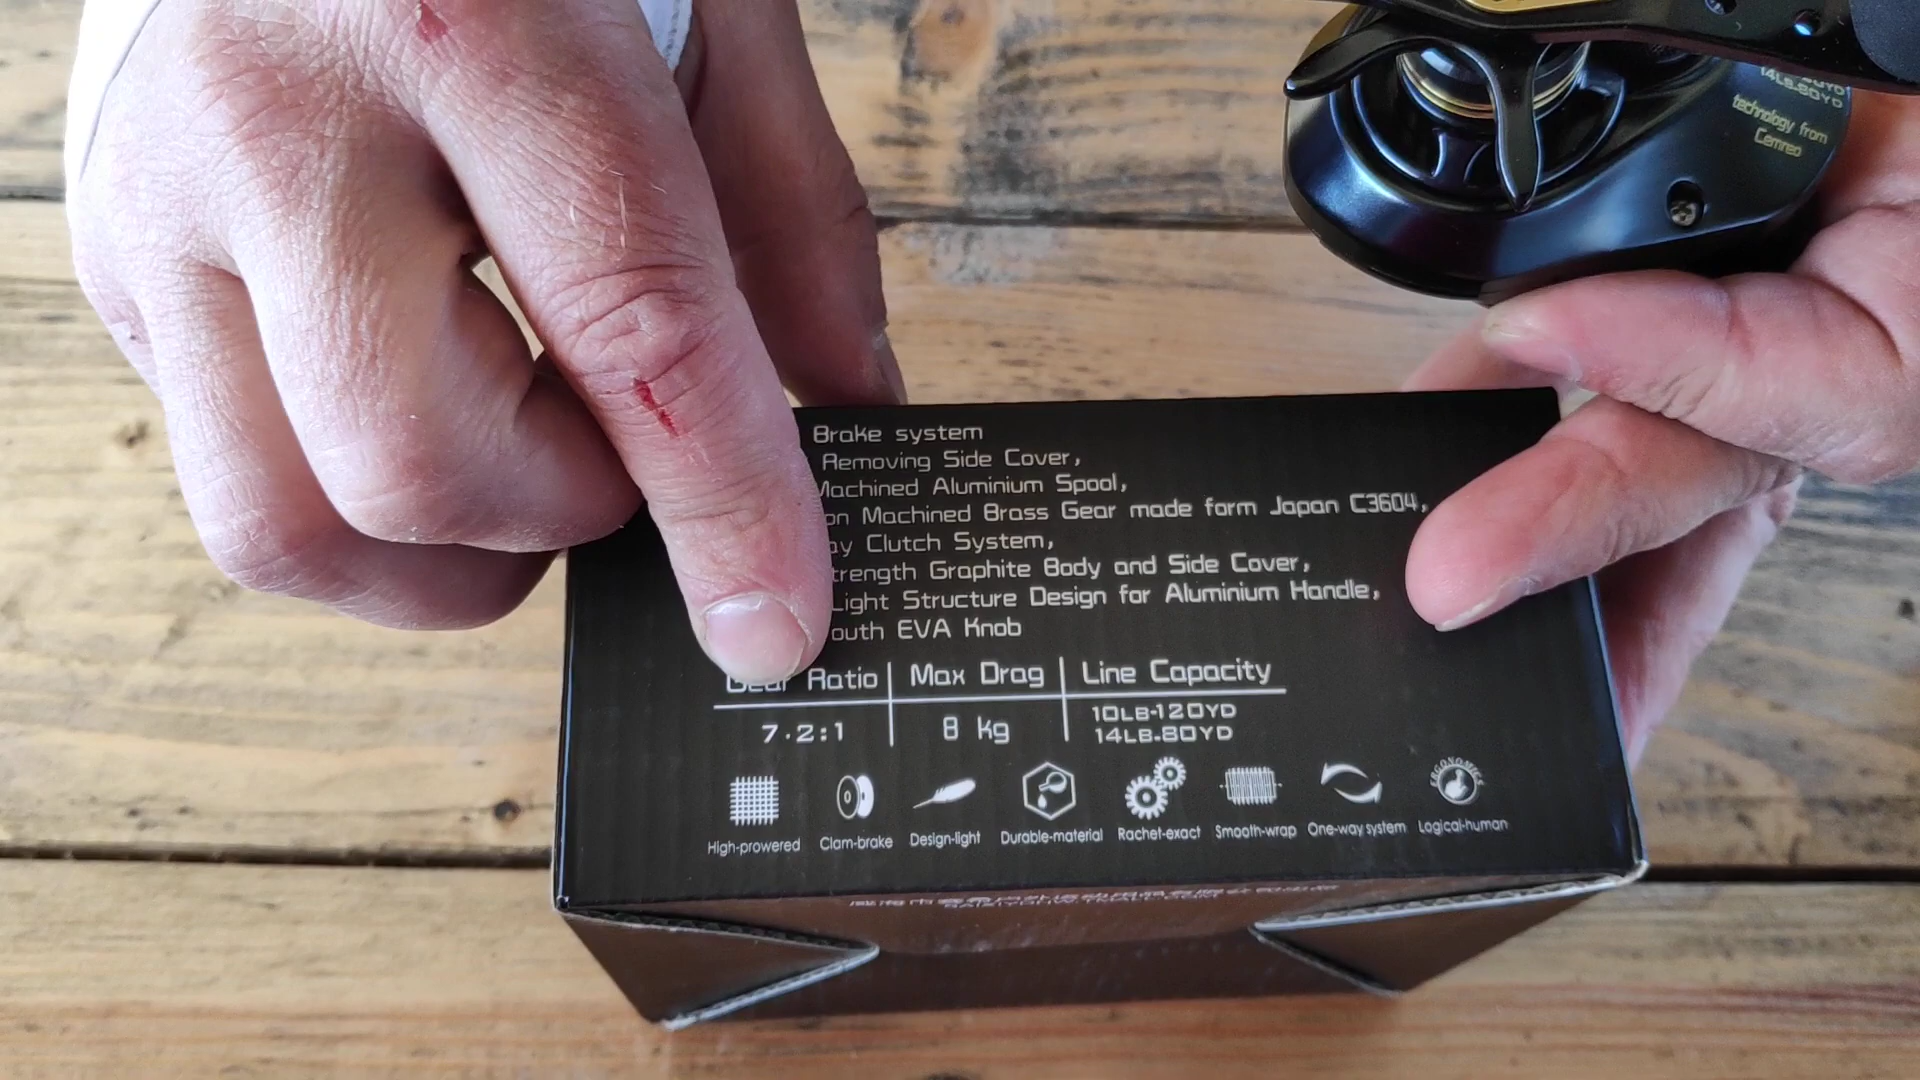 14LB-80YD
technology from
Cemreo
Brake system
Removing Side Cover,
Machined Aluminium Spool,
on Machined Brass Gear made form Japan C3604,
ay Clutch System,
trength Graphite Body and Side Cover,
Light Structure Design for Aluminium Handle,
outh EVA Knob
Gear Ratio Max Drag Line Capacity
7.2:1 8 kg 10LB-120YD
14LB.80YD
ERGONOMICS
High-prowered Clam-brake Design-light Durable-material Rachet-exact Smooth-wrap One-way system Logical-human